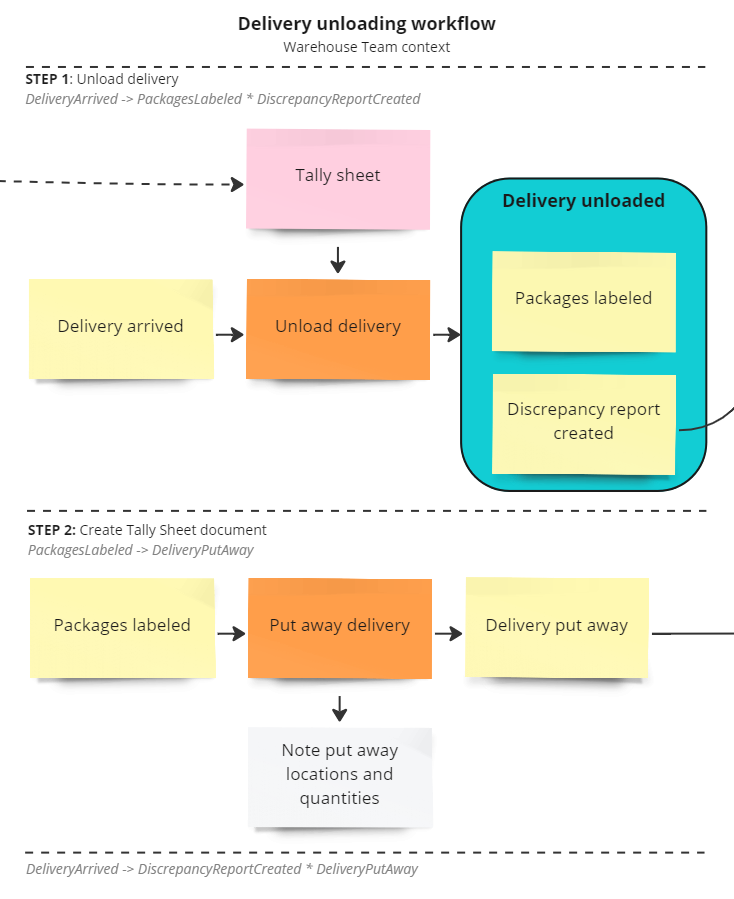 Delivery unloading workflow
Warehouse Team context
STEP 1: Unload delivery
DeliveryArrived -> PackagesLabeled * DiscrepancyReportCreated
Tally sheet
Delivery unloaded
Packages labeled
Delivery arrived
Unload delivery
Discrepancy report
created
STEP 2: Create Tally Sheet document
PackagesLabeled -> DeliveryPutAway
Packages labeled
Put away delivery
Delivery put away
Note put away
locations and
quantities
DeliveryArrived -> DiscrepancyReportCreated * DeliveryPutAway